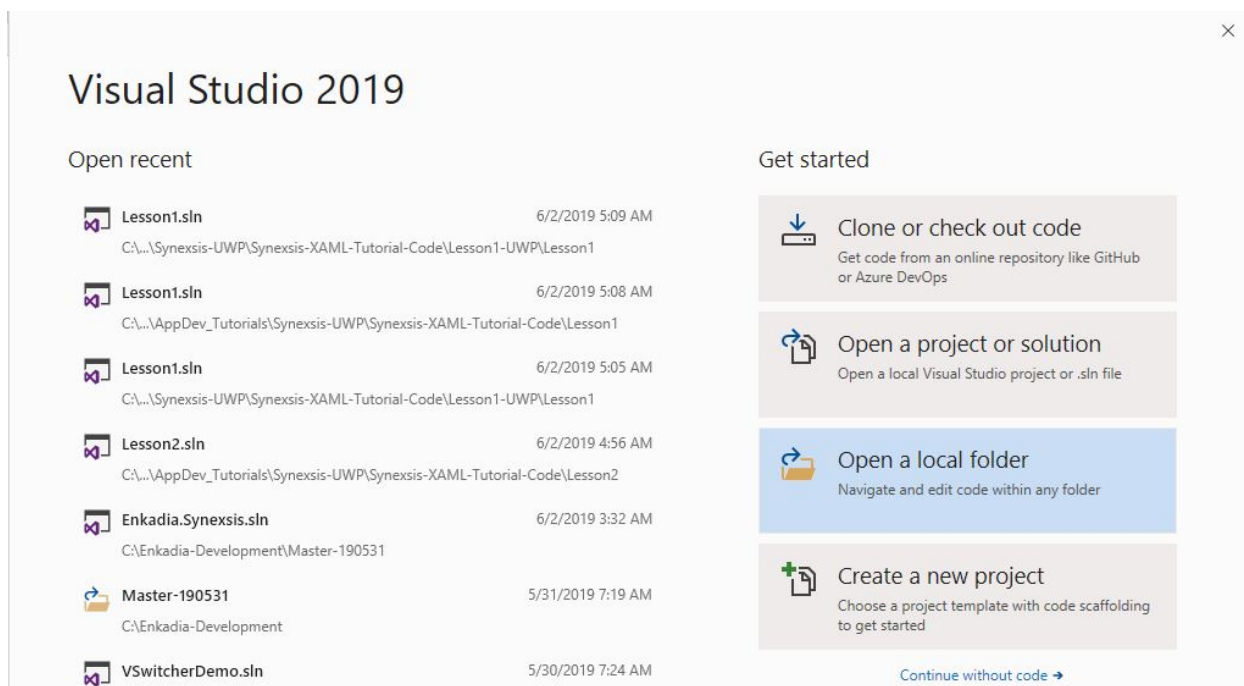 Visual Studio 2019
Open recent
Lesson1.sln 6/2/2019 5:09 AM
C:\...\Synexsis-UWP\Synexsis-XAML-Tutorial-Code\Lesson1-UWP\Lesson1
Lesson1.sln 6/2/2019 5:08 AM
C:\...\AppDev_Tutorials\Synexsis-UWP\Synexsis-XAML-Tutorial-Code\Lesson1
Lesson1.sln 6/2/2019 5:05 AM
C:\...\Synexsis-UWP\Synexsis-XAML-Tutorial-Code\Lesson1-UWP\Lesson1
Lesson2.sln 6/2/2019 4:56 AM
C:\...\AppDev_Tutorials\Synexsis-UWP\Synexsis-XAML-Tutorial-Code\Lesson2
Enkadia.Synexsis.sln 6/2/2019 3:32 AM
C:\Enkadia-Development\Master-190531
Master-190531 5/31/2019 7:19 AM
C:\Enkadia-Development
VSwitcherDemo.sln 5/30/2019 7:24 AM
Get started
Clone or check out code
Get code from an online repository like GitHub
or Azure DevOps
Open a project or solution
Open a local Visual Studio project or .sln file
Open a local folder
Navigate and edit code within any folder
Create a new project
Choose a project template with code scaffolding
to get started
Continue without code →